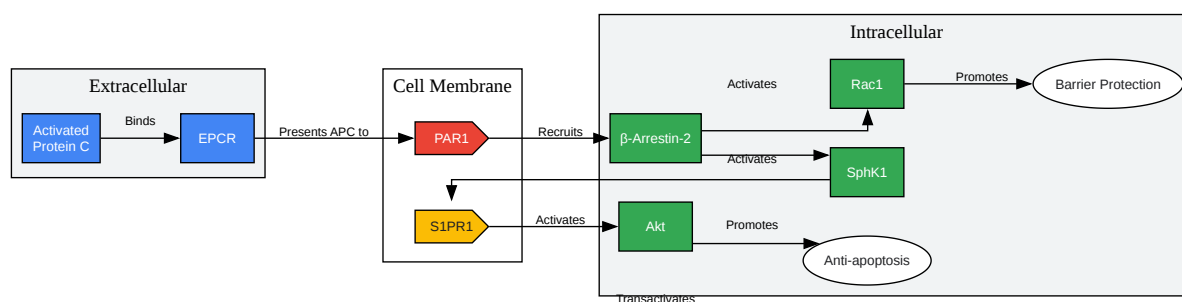 Extracellular
Activated
Protein C
Binds
EPCR
Presents APC to
Cell Membrane
PAR1
S1PR1
Recruits
Activates
Intracellular
β-Arrestin-2
Activates
Rac1
Promotes
Barrier Protection
Activates
SphK1
Akt
Promotes
Anti-apoptosis
Transactivates